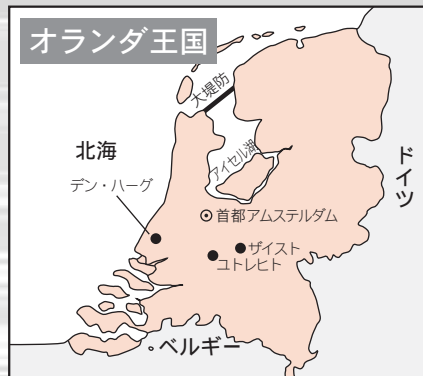 オランダ王国
大堤防
北海
アイセル湖
デン・ハーグ
ドイツ
首都アムステルダム
ザイスト
ユトレヒト
ベルギー